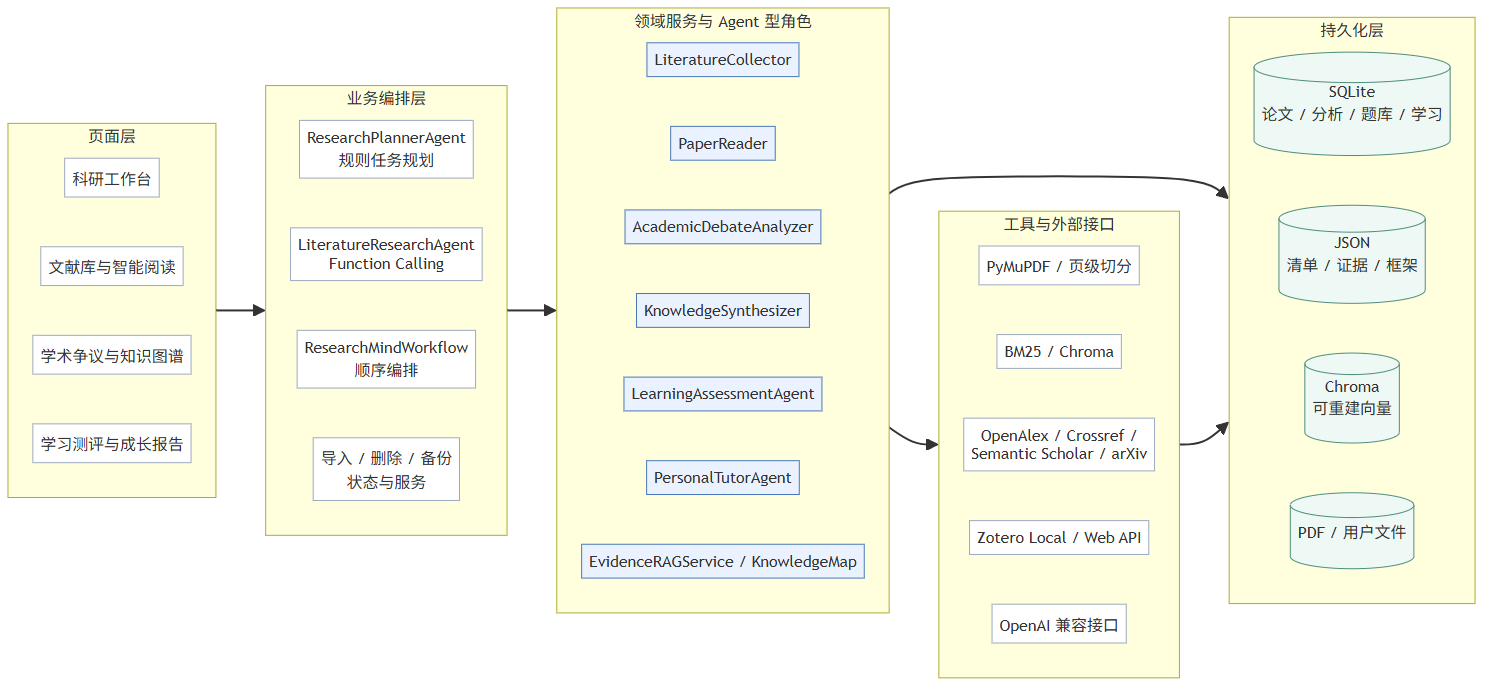 页面层
科研工作台
文献库与智能阅读
学术争议与知识图谱
学习测评与成长报告
业务编排层
ResearchPlannerAgent
规则任务规划
LiteratureResearchAgent
Function Calling
ResearchMindWorkflow
顺序编排
导入 / 删除 / 备份
状态与服务
领域服务与 Agent 型角色
LiteratureCollector
PaperReader
AcademicDebateAnalyzer
KnowledgeSynthesizer
LearningAssessmentAgent
PersonalTutorAgent
EvidenceRAGService / KnowledgeMap
工具与外部接口
PyMuPDF / 页级切分
BM25 / Chroma
OpenAlex / Crossref /
Semantic Scholar / arXiv
Zotero Local / Web API
OpenAI 兼容接口
持久化层
SQLite
论文 / 分析 / 题库 / 学习
JSON
清单 / 证据 / 框架
Chroma
可重建向量
PDF / 用户文件